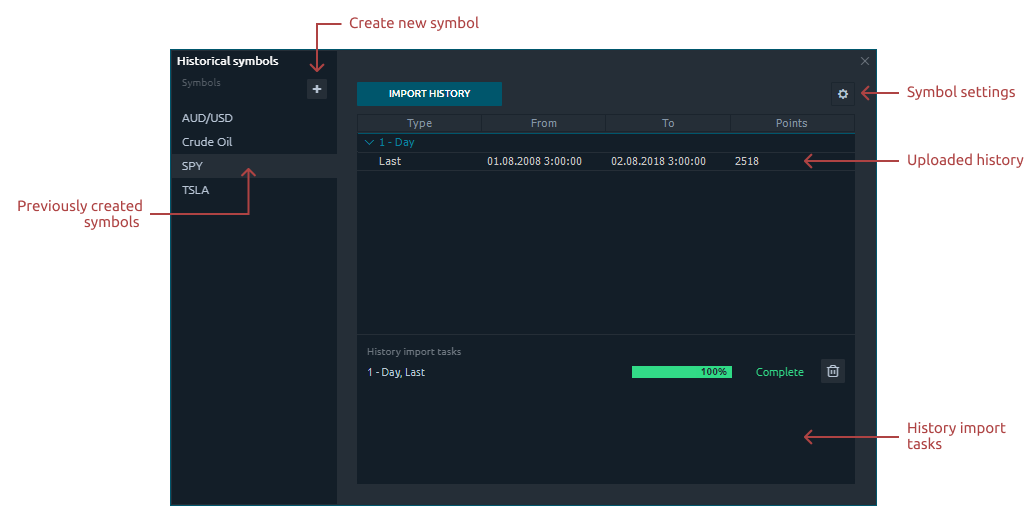 Create new symbol
Historical symbols
Symbols
+
IMPORT HISTORY
Symbol settings
Type From To Points
AUD/USD
1 - Day
Crude Oil
Last 01.08.2008 3:00:00 02.08.2018 3:00:00 2518
Uploaded history
SPY
TSLA
Previously created
symbols
History import tasks
1 - Day, Last 100% Complete
History import
tasks